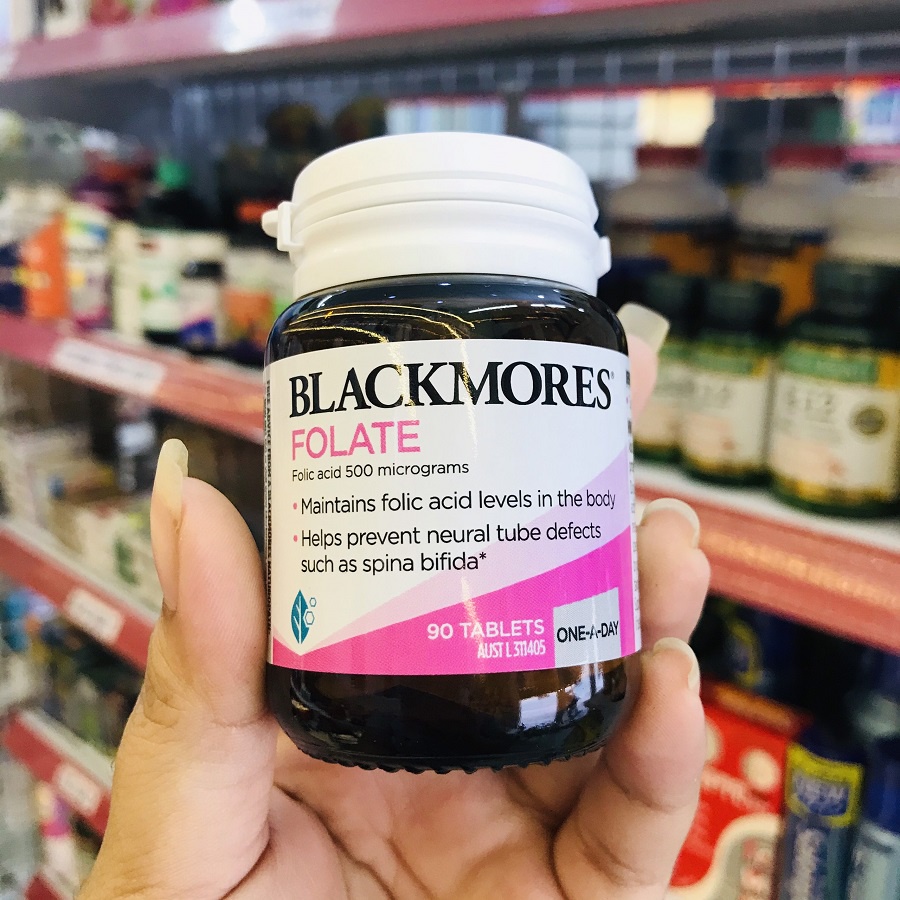 BLACKMORES®
FOLATE
Folic acid 500 micrograms
• Maintains folic acid levels in the body
• Helps prevent neural tube defects
such as spina bifida*
90 TABLETS
AUST L 311405
ONE-A-DAY
B12